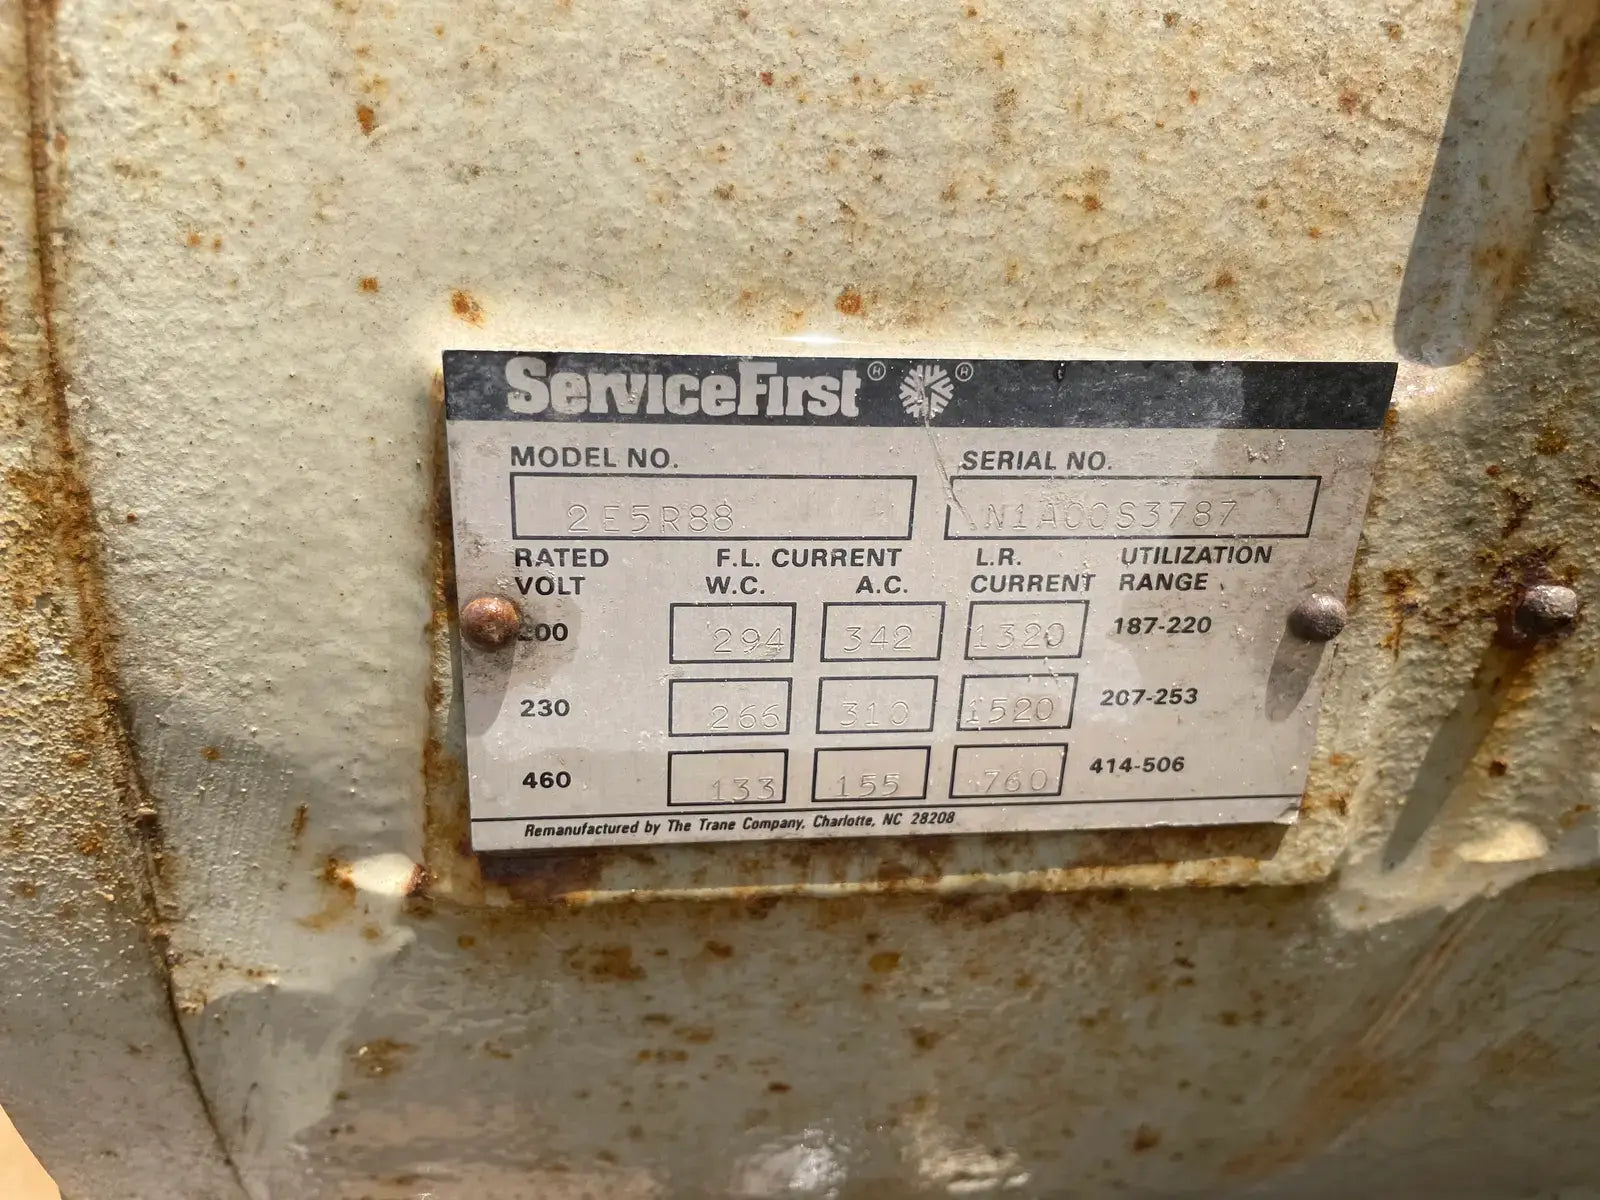 ServiceFirst® ®
MODEL NO. SERIAL NO.
2E5R88 N1A00S3787
RATED F.L. CURRENT L.R. UTILIZATION
VOLT W.C. A.C. CURRENT RANGE
200 294 342 1320 187-220
230 266 310 1520 207-253
460 133 155 760 414-506
Remanufactured by The Trane Company, Charlotte, NC 28208